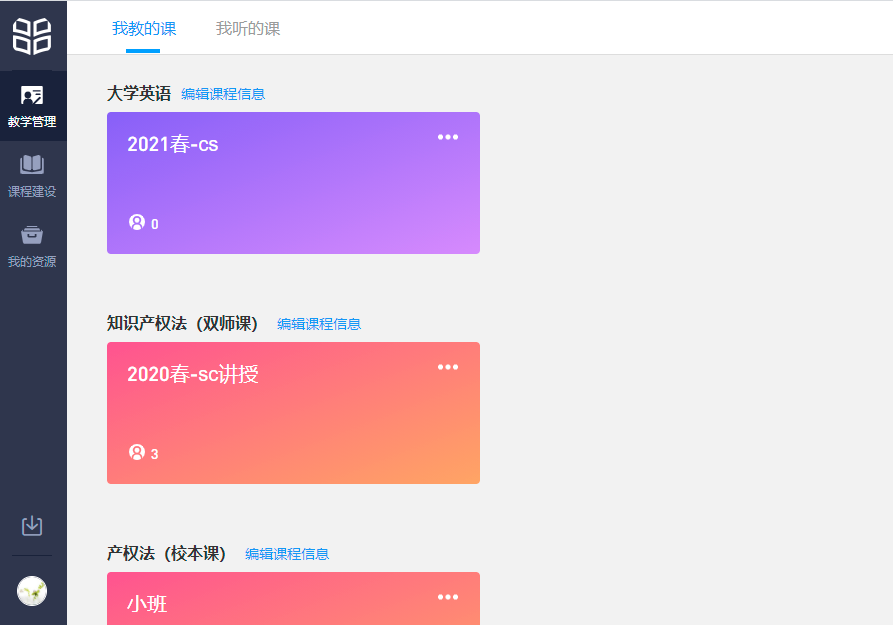 我教的课 我听的课
教学管理
课程建设
我的资源
大学英语 编辑课程信息
2021春-cs
0
知识产权法（双师课） 编辑课程信息
2020春-sc讲授
3
产权法（校本课） 编辑课程信息
小班